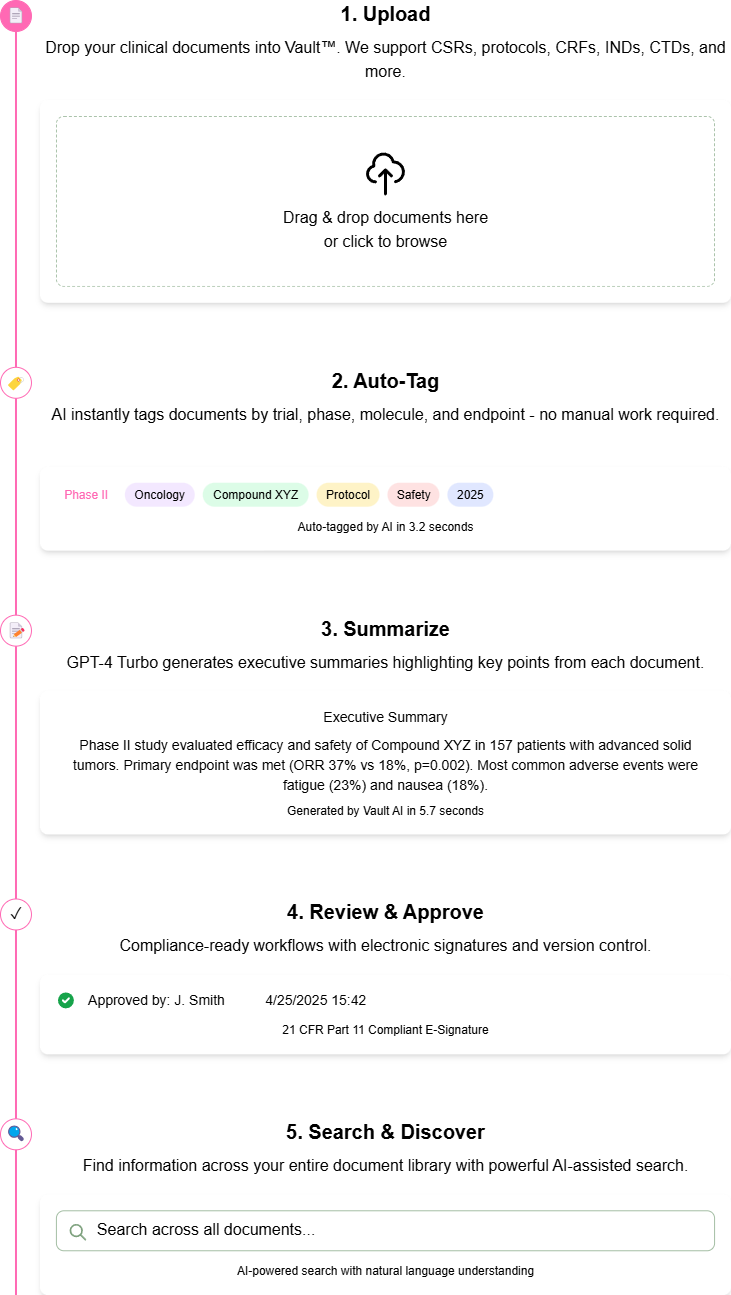 1. Upload
Drop your clinical documents into Vault™. We support CSRs, protocols, CRFs, INDs, CTDs, and
more.
Drag & drop documents here
or click to browse
2. Auto-Tag
AI instantly tags documents by trial, phase, molecule, and endpoint - no manual work required.
Phase II Oncology Compound XYZ Protocol Safety 2025
Auto-tagged by AI in 3.2 seconds
3. Summarize
GPT-4 Turbo generates executive summaries highlighting key points from each document.
Executive Summary
Phase II study evaluated efficacy and safety of Compound XYZ in 157 patients with advanced solid
tumors. Primary endpoint was met (ORR 37% vs 18%, p=0.002). Most common adverse events were
fatigue (23%) and nausea (18%).
Generated by Vault AI in 5.7 seconds
4. Review & Approve
Compliance-ready workflows with electronic signatures and version control.
Approved by: J. Smith 4/25/2025 15:42
21 CFR Part 11 Compliant E-Signature
5. Search & Discover
Find information across your entire document library with powerful AI-assisted search.
Search across all documents...
AI-powered search with natural language understanding